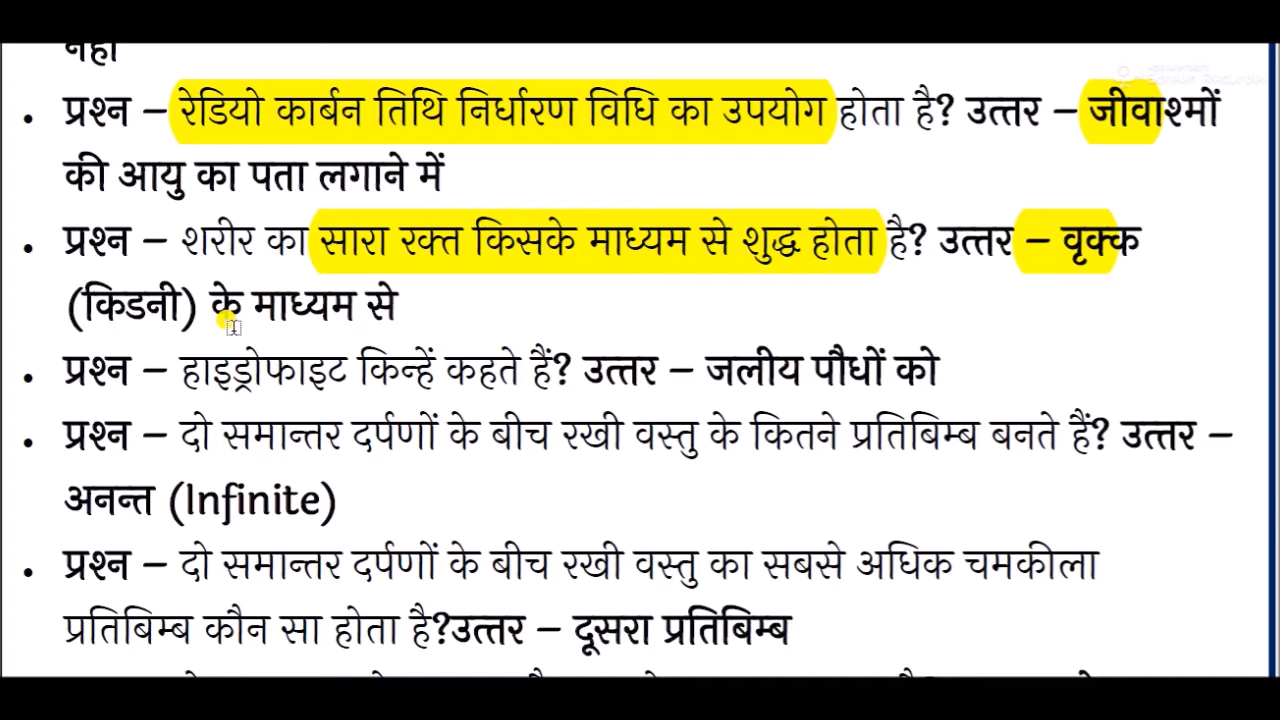 • प्रश्न – रेडियो कार्बन तिथि निर्धारण विधि का उपयोग होता है? उत्तर – जीवाश्मों
की आयु का पता लगाने में
• प्रश्न – शरीर का सारा रक्त किसके माध्यम से शुद्ध होता है? उत्तर – वृक्क
(किडनी) के माध्यम से
• प्रश्न – हाइड्रोफाइट किन्हें कहते हैं? उत्तर – जलीय पौधों को
• प्रश्न – दो समान्तर दर्पणों के बीच रखी वस्तु के कितने प्रतिबिम्ब बनते हैं? उत्तर –
अनन्त (Infinite)
• प्रश्न – दो समान्तर दर्पणों के बीच रखी वस्तु का सबसे अधिक चमकीला
प्रतिबिम्ब कौन सा होता है?उत्तर – दूसरा प्रतिबिम्ब